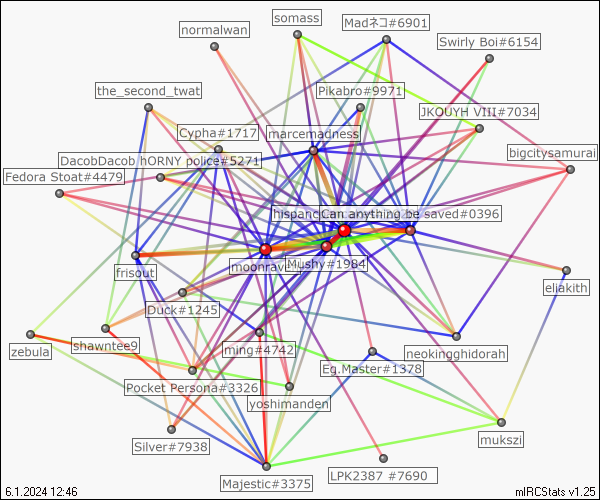 somass
normalwan
Madネコ#6901
Swirly Boi#6154
the_second_twat
Pikabro#9971
JKOUYH VIII#7034
Cypha#1717
marcemadness
bigcitysamurai
DacobDacob hORNY police#5271
Fedora Stoat#4479
Can anything be saved#0396
frisout
Mushy#1984
eliakith
Duck#1245
zebula
shawntee9
ming#4742
neokingghidorah
Eg.Master#1378
Pocket Persona#3326
yoshimanden
Silver#7938
mukszi
Majestic#3375
LPK2387 #7690
6.1.2024 12:46
mIRCStats v1.25